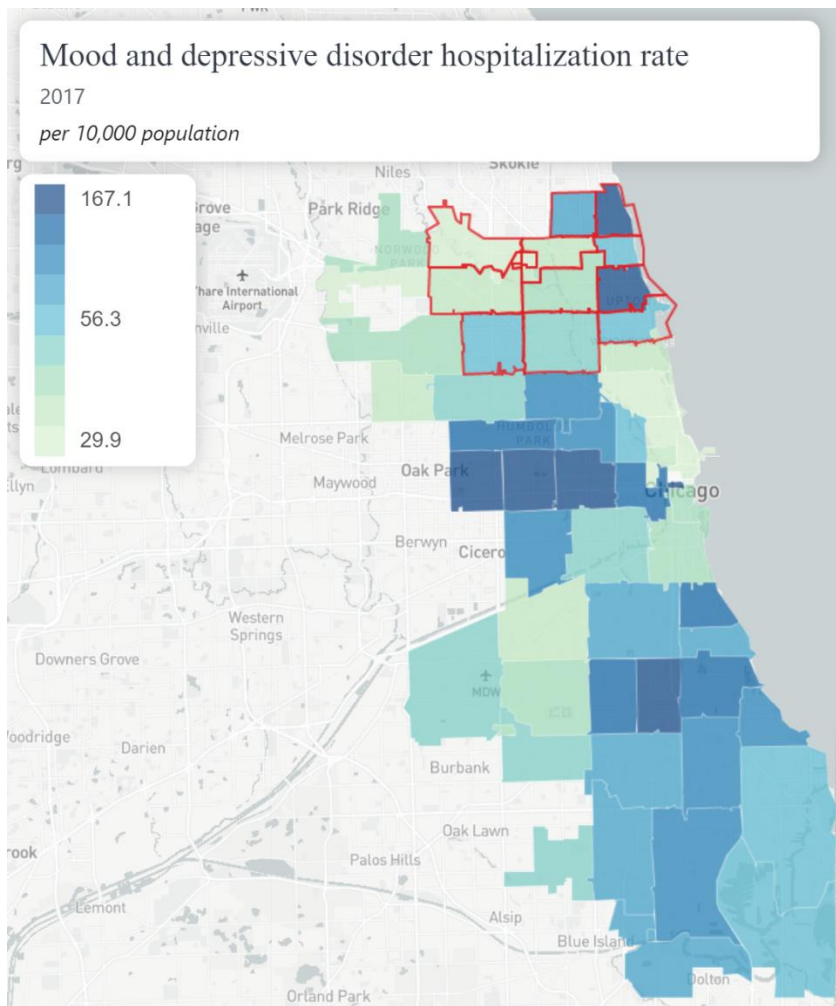 Mood and depressive disorder hospitalization rate
2017
per 10,000 population
Skokie
Niles
Park Ridge
NORWOOD
PARK
167.1
56.3
29.9
Grove
age
'hare International
Airport
nville
UPTOWN
Melrose Park
HUMBOLDT
PARK
Lombard
Ellyn
Oak Park
Maywood
Chicago
Berwyn
Cicero
Western
Springs
Downers Grove
MDW
oodridge
Darien
Burbank
Oak Lawn
rook
Palos Hills
Lemont
Alsip
Blue Island
Dolton
Orland Park